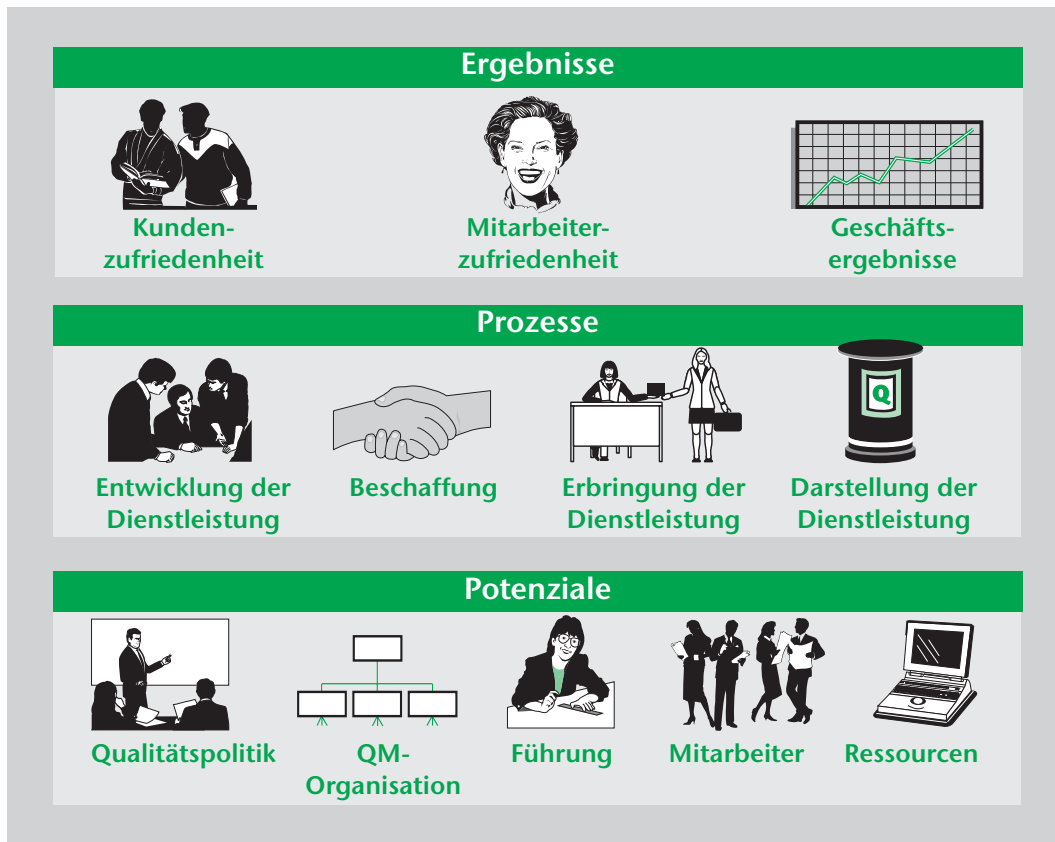 Ergebnisse
Kunden-
zufriedenheit
Mitarbeiter-
zufriedenheit
Geschäfts-
ergebnisse
Prozesse
Q
Entwicklung der
Dienstleistung
Beschaffung
Erbringung der
Dienstleistung
Darstellung der
Dienstleistung
Potenziale
Qualitätspolitik
QM-
Organisation
Führung
Mitarbeiter
Ressourcen